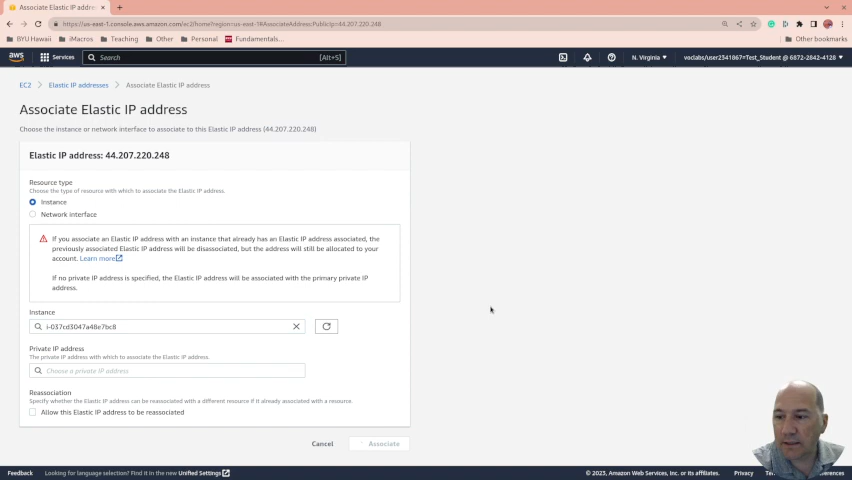 Associate Elastic IP address
https://us-east-1.console.aws.amazon.com/ec2/home?region=us-east-1#AssociateAddress:PublicIp=44.207.220.248
BYU Hawaii
iMacros
Teaching
Other
Personal
Fundamentals...
Other bookmarks
aws
Services
Search
[Alt+S]
N. Virginia
voclabs/user2341867=Test_Student @ 6872-2842-4128
EC2
Elastic IP addresses
Associate Elastic IP address
Associate Elastic IP address
Choose the instance or network interface to associate to this Elastic IP address (44.207.220.248)
Elastic IP address: 44.207.220.248
Resource type
Choose the type of resource with which to associate the Elastic IP address.
Instance
Network interface
If you associate an Elastic IP address with an instance that already has an Elastic IP address associated, the
previously associated Elastic IP address will be disassociated, but the address will still be allocated to your
account. Learn more
If no private IP address is specified, the Elastic IP address will be associated with the primary private IP
address.
Instance
i-037cd3047a48e7bc8
Private IP address
The private IP address with which to associate the Elastic IP address.
Choose a private IP address
Reassociation
Specify whether the Elastic IP address can be reassociated with a different resource if it already associated with a resource.
Allow this Elastic IP address to be reassociated
Cancel
Associate
Feedback
Looking for language selection? Find it in the new Unified Settings
© 2023, Amazon Web Services, Inc. or its affiliates.
Privacy